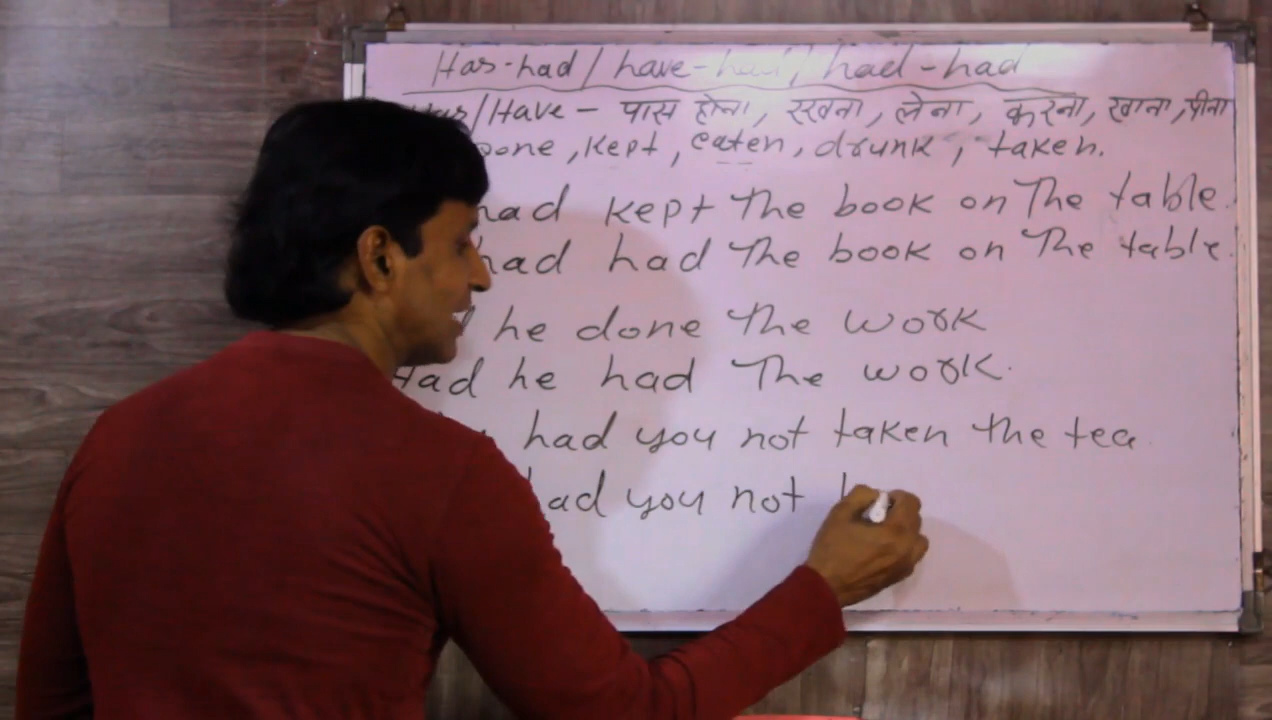 Has-had / have-had / had-had
/Have - पास होना, रखना, लेना, करना, खाना, पीना
done, kept, eaten, drunk, taken.
had kept the book on The table.
had had the book on The table.
he done the work
Had he had The work.
had you not taken the tea
had you not